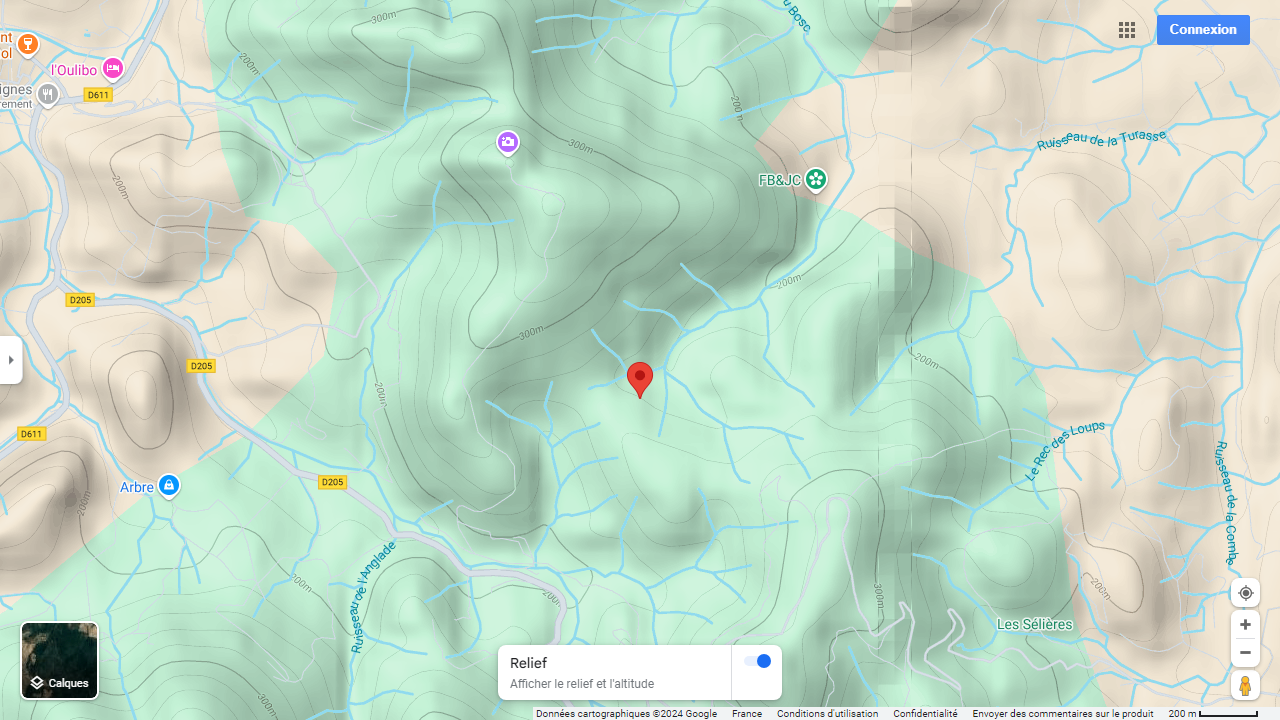 du Bosc
300m
Connexion
nt
ol
l'Oulibo
200m
ignes
rement
D611
200 m
Ruisseau de la Turasse
300m
FB&JC
200m
200m
D205
300m
200m
D205
200m
D611
Le Rec des Loups
Ruisseau de la Combe
D205
Arbre
200m
Ruisseau de l'Anglade
200m
300m
200m
200m
Les Sélières
300m
Relief
Afficher le relief et l'altitude
Calques
Données cartographiques ©2024 Google
France
Conditions d'utilisation
Confidentialité
Envoyer des commentaires sur le produit
200 m